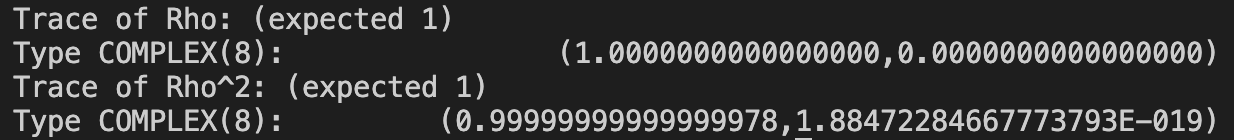 Trace of Rho: (expected 1)
Type COMPLEX(8): (1.0000000000000000,0.0000000000000000)
Trace of Rho^2: (expected 1)
Type COMPLEX(8): (0.99999999999999978,1.88472284667773793E-019)